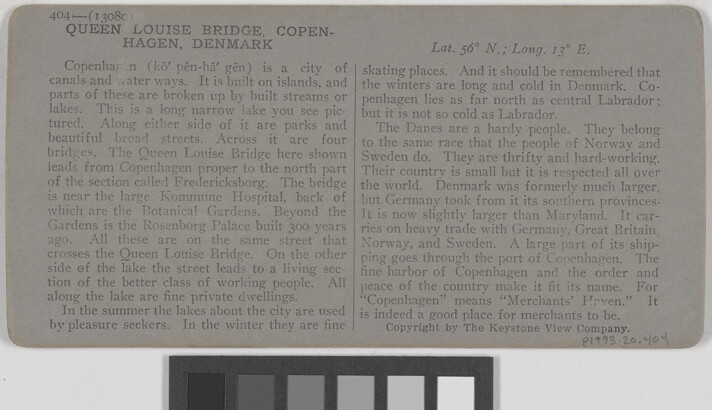 404—(13080)
QUEEN LOUISE BRIDGE, COPEN-
HAGEN, DENMARK
Lat. 56° N.; Long. 13° E.
Copenhagen (kō′ pĕn-hā′ gĕn) is a city of
canals and water ways. It is built on islands, and
parts of these are broken up by built streams or
lakes. This is a long narrow lake you see pic-
tured. Along either side of it are parks and
beautiful broad streets. Across it are four
bridges. The Queen Louise Bridge here shown
leads from Copenhagen proper to the north part
of the section called Fredericksborg. The bridge
is near the large Kommune Hospital, back of
which are the Botanical Gardens. Beyond the
Gardens is the Rosenborg Palace built 300 years
ago. All these are on the same street that
crosses the Queen Louise Bridge. On the other
side of the lake the street leads to a living sec-
tion of the better class of working people. All
along the lake are fine private dwellings.
In the summer the lakes about the city are used
by pleasure seekers. In the winter they are fine
skating places. And it should be remembered that
the winters are long and cold in Denmark. Co-
penhagen lies as far north as central Labrador;
but it is not so cold as Labrador.
The Danes are a hardy people. They belong
to the same race that the people of Norway and
Sweden do. They are thrifty and hard-working.
Their country is small but it is respected all over
the world. Denmark was formerly much larger,
but Germany took from it its southern provinces.
It is now slightly larger than Maryland. It car-
ries on heavy trade with Germany, Great Britain,
Norway, and Sweden. A large part of its ship-
ping goes through the port of Copenhagen. The
fine harbor of Copenhagen and the order and
peace of the country make it fit its name. For
"Copenhagen" means "Merchants' Haven." It
is indeed a good place for merchants to be.
Copyright by The Keystone View Company.
P1993.20.404